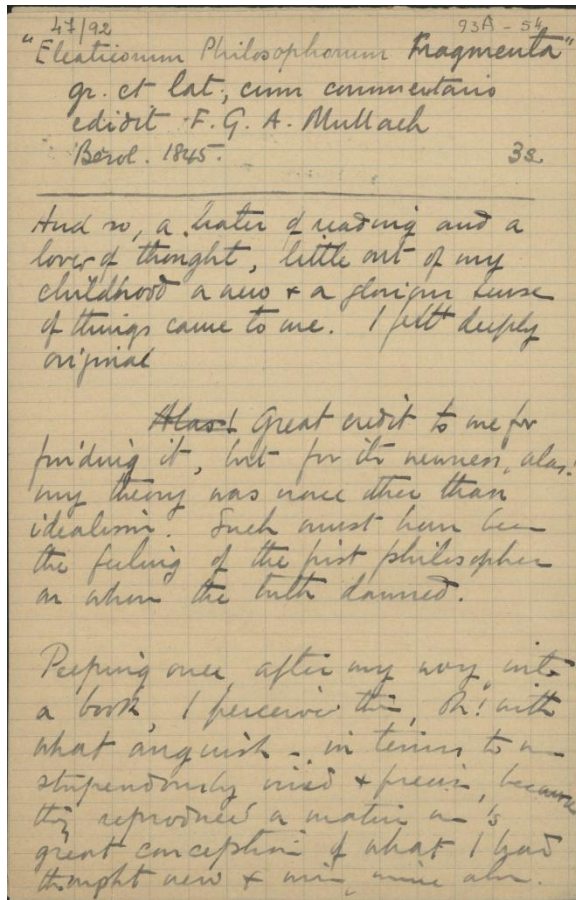 47/92
93A - 54
"Eleaticorum Philosophorum Fragmenta"
gr. et lat., cum commentario
edidit F. G. A. Mullach
Berol. 1845. 3s.
And so, a hater of reading and a
lover of thought, little out of my
childhood a new & a glorious sense
of things came to me. I felt deeply
original
Alas! Great credit to me for
finding it, but for its newness, alas!
my theory was none other than
idealism. Such must have been
the feeling of the first philosopher
on whom the truth dawned.
Peeping once, after my way, into
a book, I perceive this, Oh! with
what anguish - in terms to me
stupendously vivid & precise, because
they reproduced a
great conception of what I had
thought new & mine, mine alone.